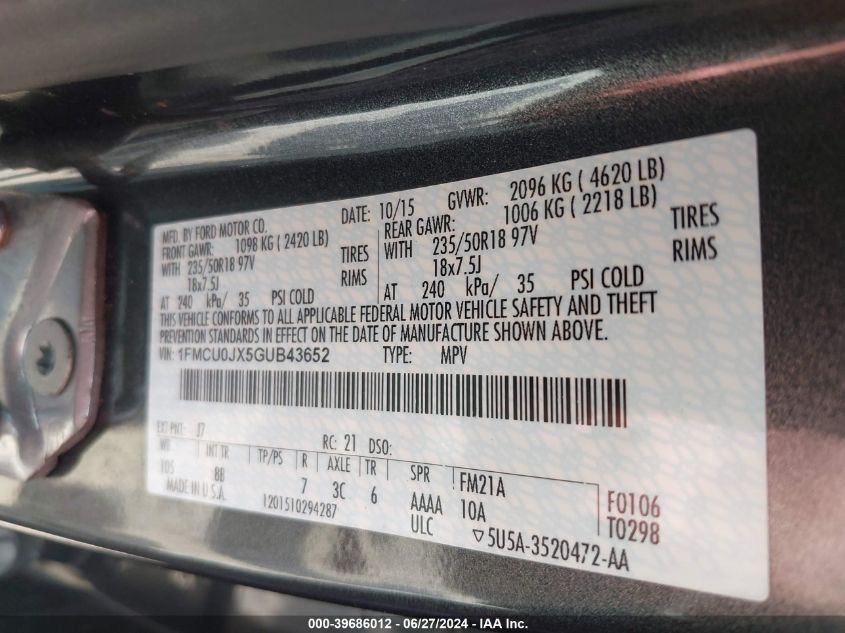 MFD. BY FORD MOTOR CO. DATE: 10/15 GVWR: 2096 KG ( 4620 LB)
FRONT GAWR: 1098 KG ( 2420 LB) REAR GAWR: 1006 KG ( 2218 LB)
WITH 235/50R18 97V TIRES WITH 235/50R18 97V TIRES
18x7.5J RIMS 18x7.5J RIMS
AT 240 kPa/ 35 PSI COLD AT 240 kPa/ 35 PSI COLD
THIS VEHICLE CONFORMS TO ALL APPLICABLE FEDERAL MOTOR VEHICLE SAFETY AND THEFT
PREVENTION STANDARDS IN EFFECT ON THE DATE OF MANUFACTURE SHOWN ABOVE.
VIN: 1FMCU0JX5GUB43652 TYPE: MPV
EXT PNT: J7 RC: 21 DSO:
WB INT TR TP/PS R AXLE TR SPR FM21A
105 8B 7 3C 6 AAAA 10A F0106
MADE IN U.S.A. 1201510294287 ULC T0298
▽5U5A-3520472-AA
000-39686012 - 06/27/2024 - IAA Inc.